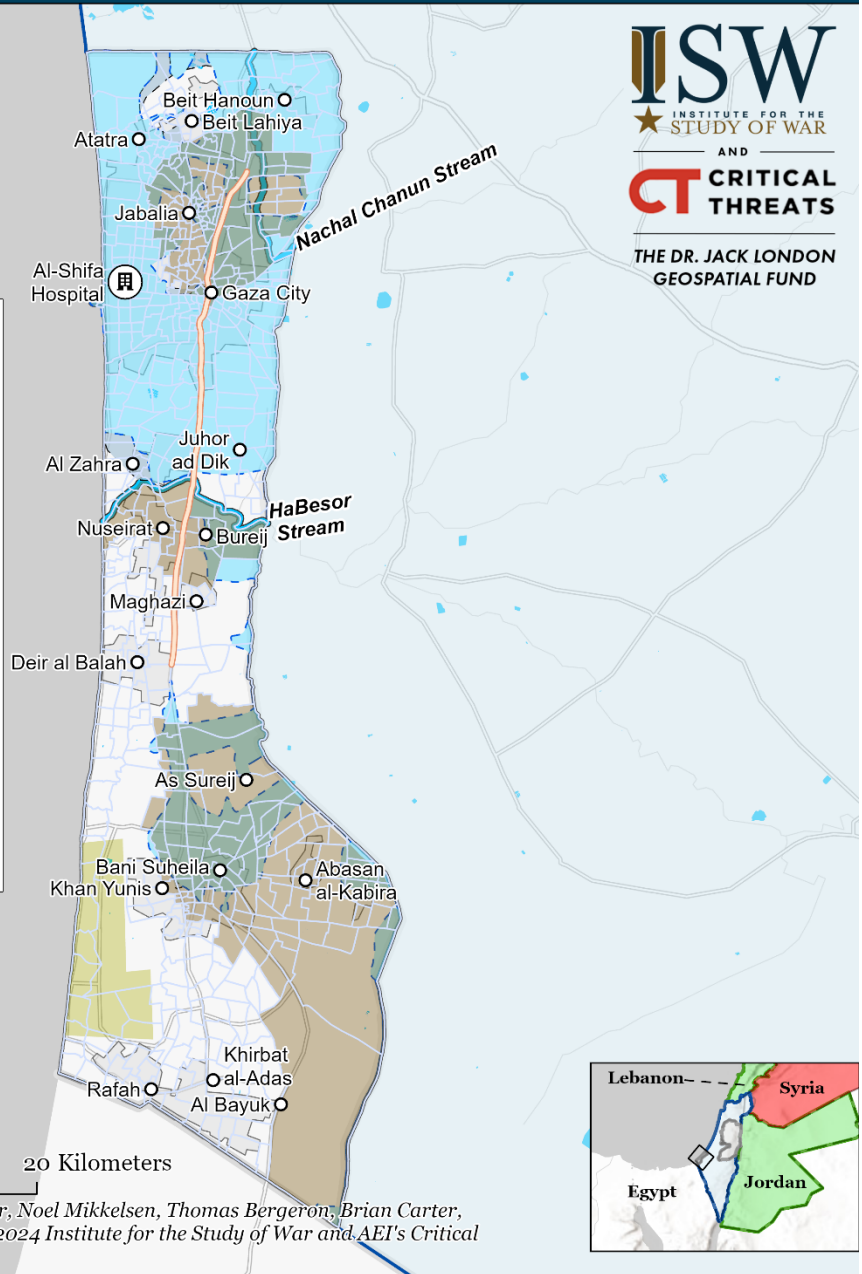 ISW
INSTITUTE FOR THE
STUDY OF WAR
AND
CT CRITICAL
THREATS
THE DR. JACK LONDON
GEOSPATIAL FUND
Beit Hanoun
Beit Lahiya
Atatra
Nachal Chanun Stream
Jabalia
Al-Shifa
Hospital
Gaza City
Juhor
ad Dik
Al Zahra
HaBesor
Stream
Nuseirat
Bureij
Maghazi
Deir al Balah
As Sureij
Bani Suheila
Abasan
al-Kabira
Khan Yunis
Khirbat
al-Adas
Rafah
Al Bayuk
Lebanon
Syria
Jordan
Egypt
20 Kilometers
r, Noel Mikkelsen, Thomas Bergeron, Brian Carter,
2024 Institute for the Study of War and AEI's Critical